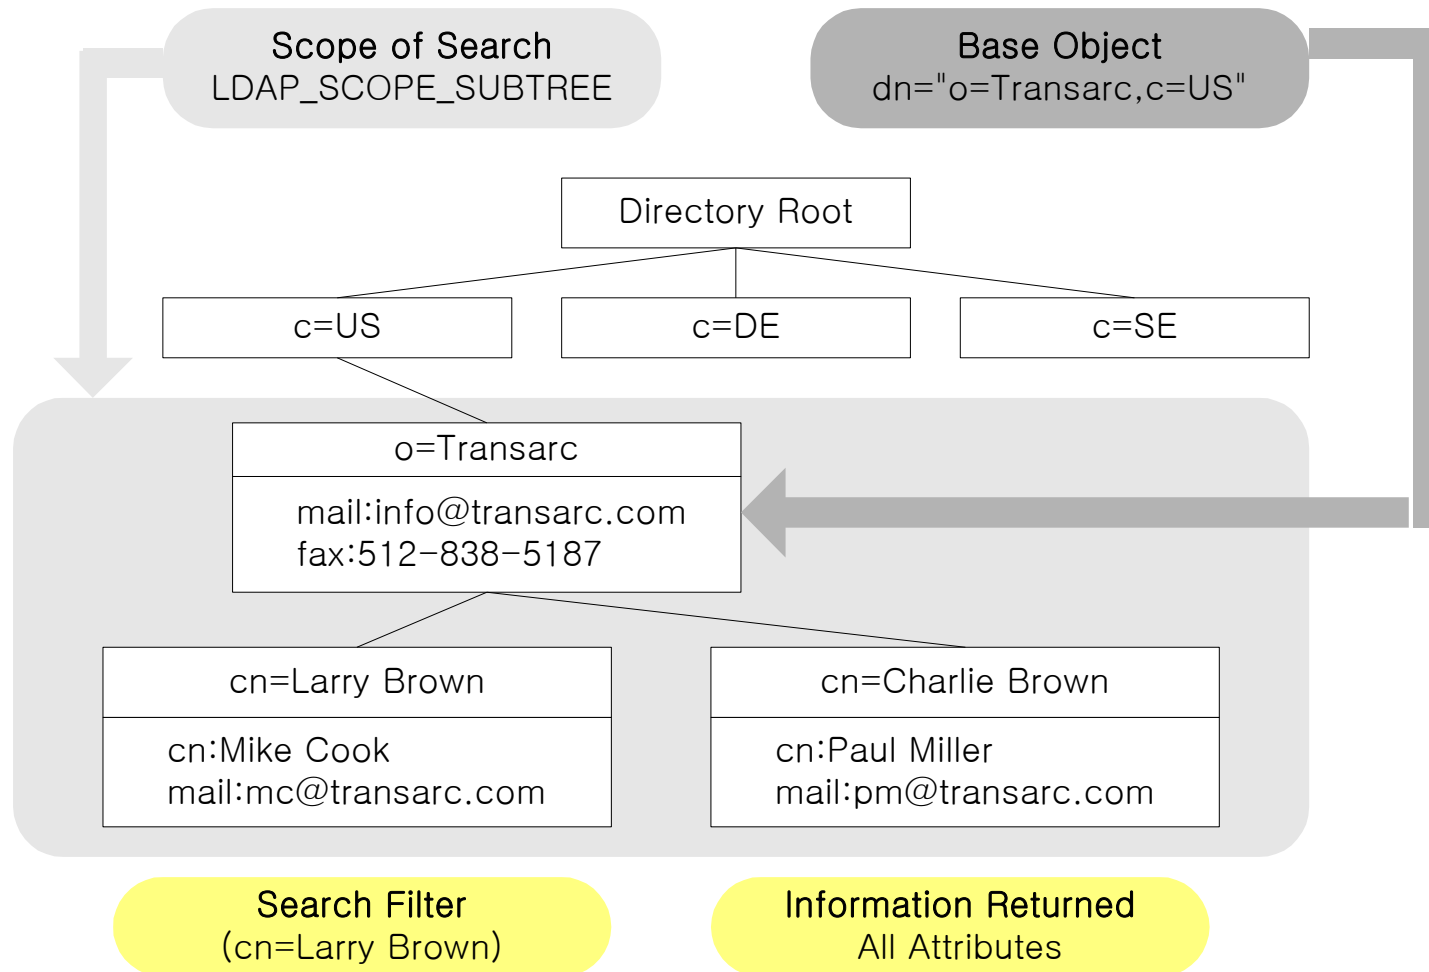 Scope of Search
LDAP_SCOPE_SUBTREE
Base Object
dn="o=Transarc,c=US"
Directory Root
c=US
c=DE
c=SE
o=Transarc
mail:info@transarc.com
fax:512-838-5187
cn=Larry Brown
cn:Mike Cook
mail:mc@transarc.com
cn=Charlie Brown
cn:Paul Miller
mail:pm@transarc.com
Search Filter
(cn=Larry Brown)
Information Returned
All Attributes